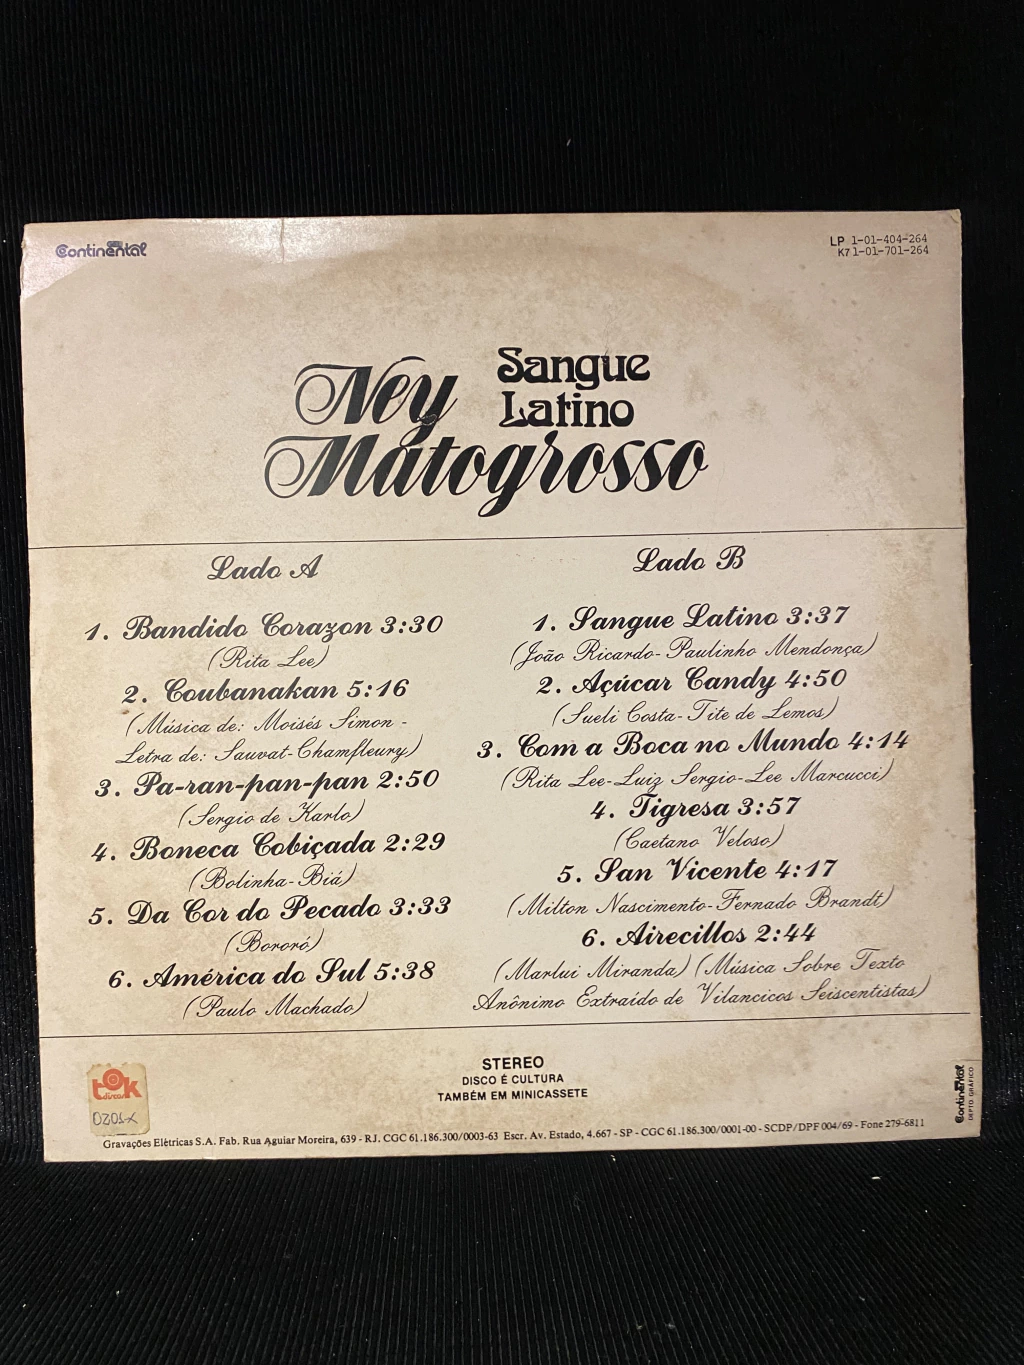 Continental
LP 1-01-404-264
K7 1-01-701-264
Ney Sangue
Latino
Matogrosso
Lado A
1. Bandido Corazon 3:30
(Rita Lee)
2. Coubanakan 5:16
(Música de: Moisés Simon-
Letra de: Sauvat-Chamfleury)
3. Pa-ran-pan-pan 2:50
(Sergio de Karlo)
4. Boneca Cobiçada 2:29
(Bolinha-Biá)
5. Da Cor do Pecado 3:33
(Bororó)
6. América do Sul 5:38
(Paulo Machado)
Lado B
1. Sangue Latino 3:37
(João Ricardo-Paulinho Mendonça)
2. Açúcar Candy 4:50
(Sueli Costa-Tite de Lemos)
3. Com a Boca no Mundo 4:14
(Rita Lee-Luiz Sergio-Lee Marcucci)
4. Tigresa 3:57
(Caetano Veloso)
5. San Vicente 4:17
(Milton Nascimento-Fernado Brandt)
6. Airecillos 2:44
(Marlui Miranda) (Música Sobre Texto
Anônimo Extraído de Vilancicos Seiscentistas)
STEREO
DISCO É CULTURA
TAMBÉM EM MINICASSETE
tok
discos
Gravações Elétricas S.A. Fab. Rua Aguiar Moreira, 639 - RJ. CGC 61.186.300/0003-63 Escr. Av. Estado, 4.667 - SP - CGC 61.186.300/0001-00 - SCDP/DPF 004/69 - Fone 279-6811
Continental
DEPTO. GRÁFICO